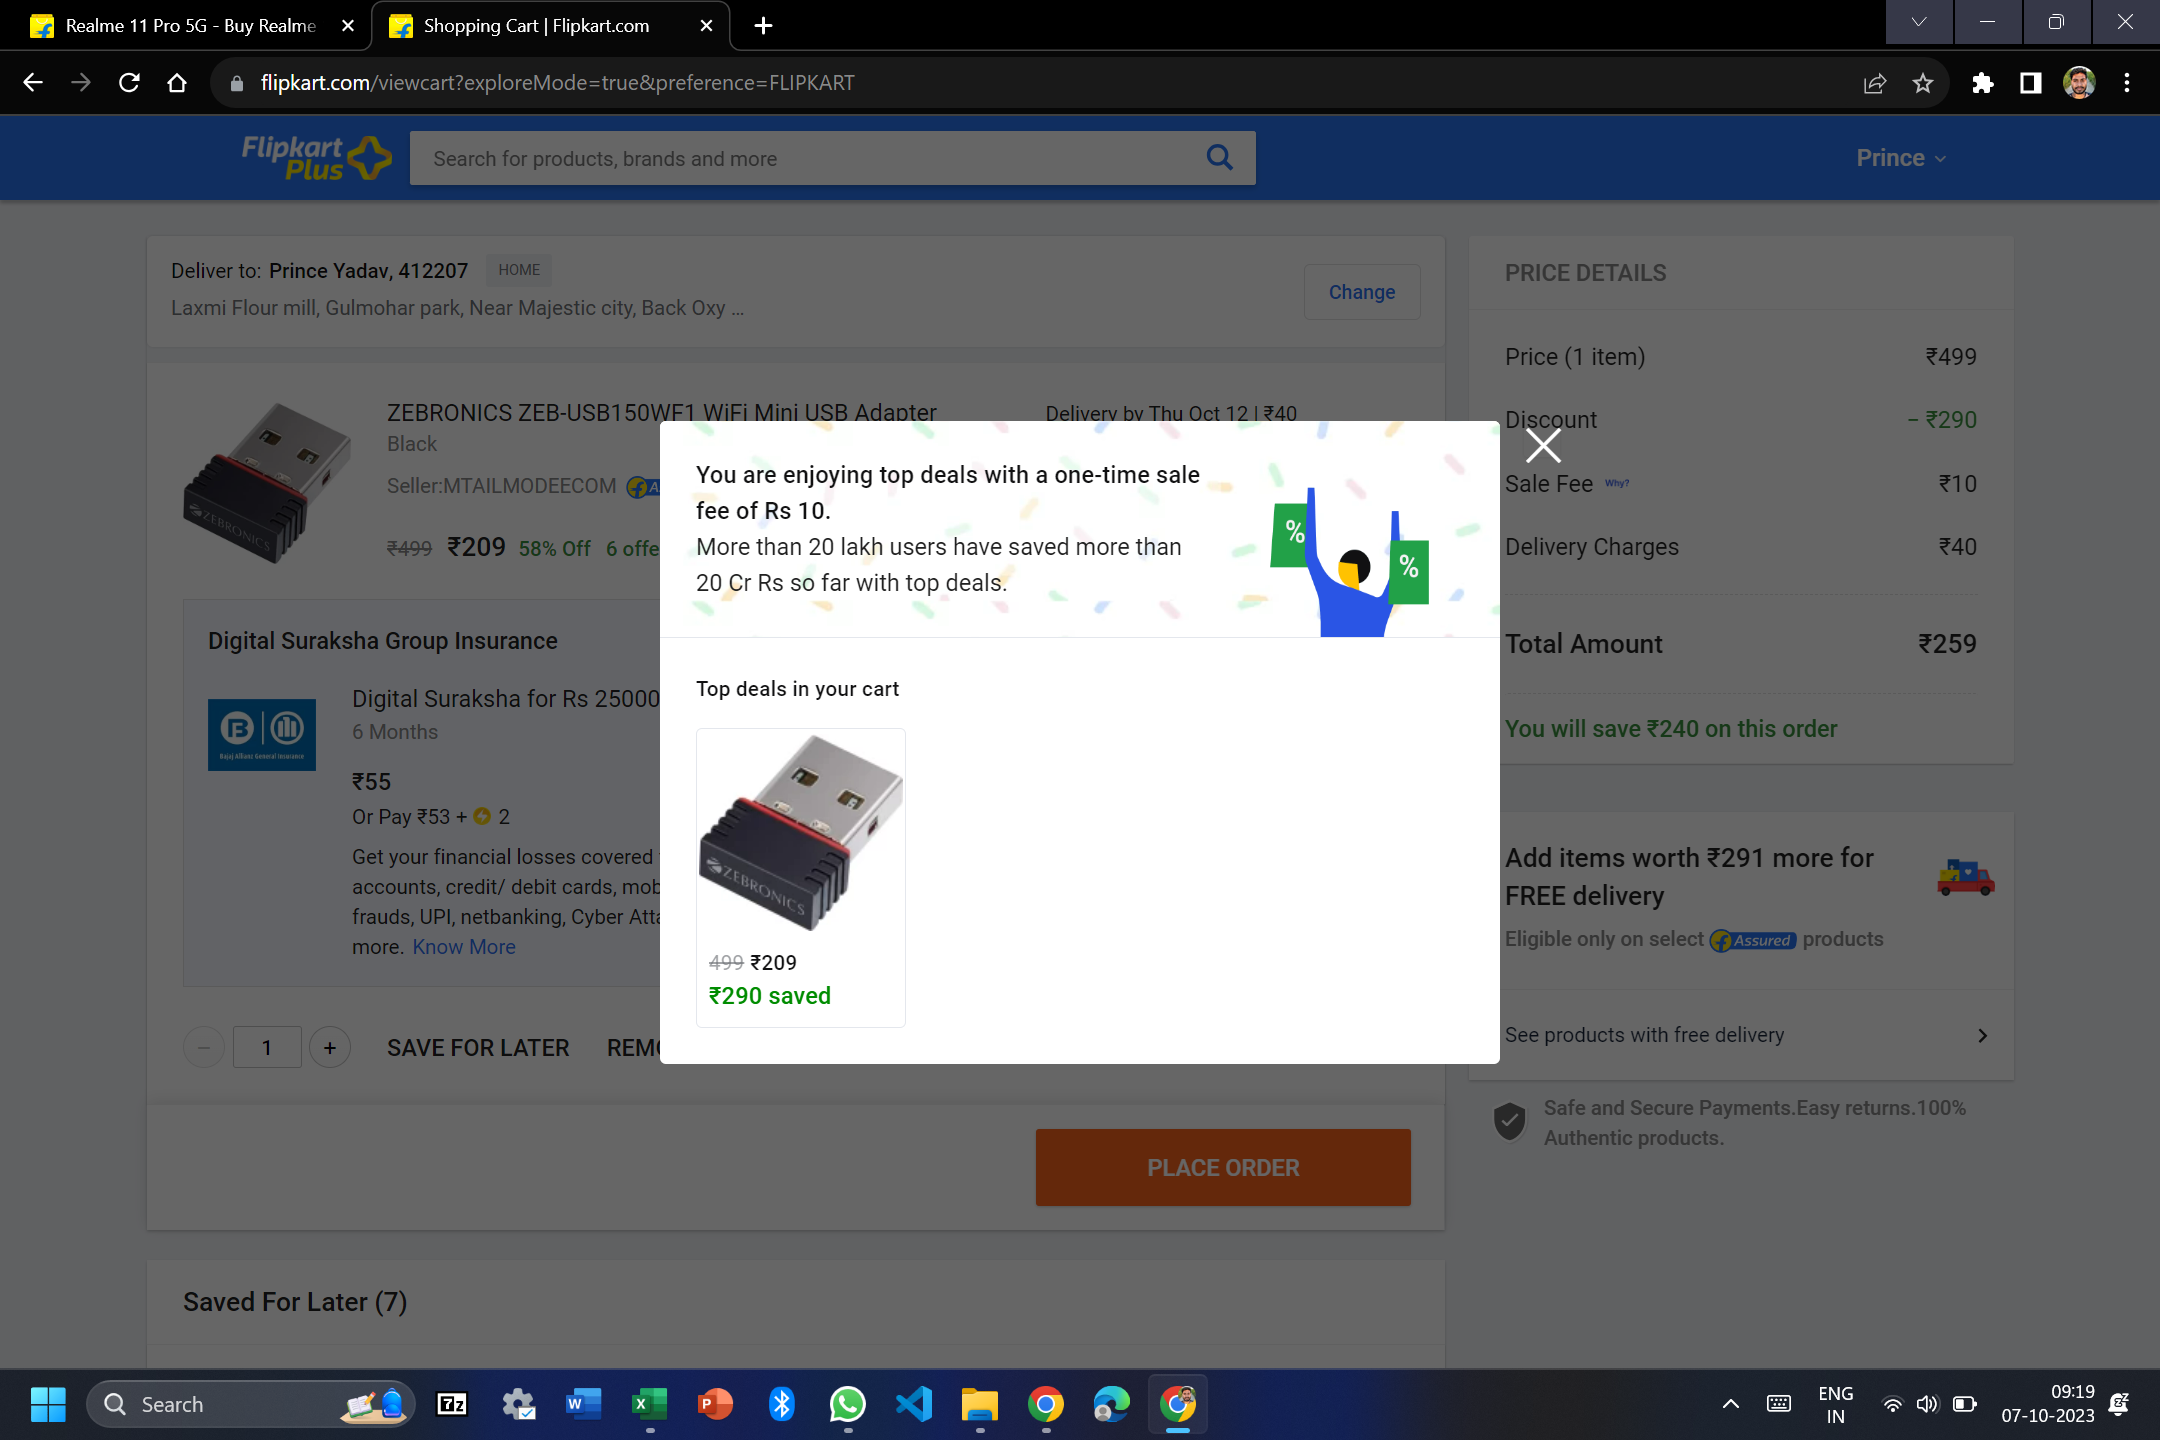 Realme 11 Pro 5G - Buy Realme
Shopping Cart | Flipkart.com
flipkart.com/viewcart?exploreMode=true&preference=FLIPKART
Flipkart
Plus
Search for products, brands and more
Prince
Deliver to: Prince Yadav, 412207 HOME
Laxmi Flour mill, Gulmohar park, Near Majestic city, Back Oxy ...
Change
ZEBRONICS ZEB-USB150WF1 WiFi Mini USB Adapter
Black
Seller:MTAILMODEECOM
₹499 ₹209 58% Off 6 offe
Delivery by Thu Oct 12 | ₹40
ZEBRONICS
Digital Suraksha Group Insurance
Digital Suraksha for Rs 25000
6 Months
Bajaj Allianz General Insurance
₹55
Or Pay ₹53 + 2
Get your financial losses covered
accounts, credit/ debit cards, mob
frauds, UPI, netbanking, Cyber Atta
more. Know More
1
SAVE FOR LATER
REMO
PLACE ORDER
Saved For Later (7)
You are enjoying top deals with a one-time sale
fee of Rs 10.
More than 20 lakh users have saved more than
20 Cr Rs so far with top deals.
%
%
Top deals in your cart
ZEBRONICS
499 ₹209
₹290 saved
PRICE DETAILS
Price (1 item) ₹499
Discount − ₹290
Sale Fee Why? ₹10
Delivery Charges ₹40
Total Amount ₹259
You will save ₹240 on this order
Add items worth ₹291 more for
FREE delivery
Eligible only on select Assured products
See products with free delivery
Safe and Secure Payments.Easy returns.100%
Authentic products.
Search
7z
ENG
IN
09:19
07-10-2023